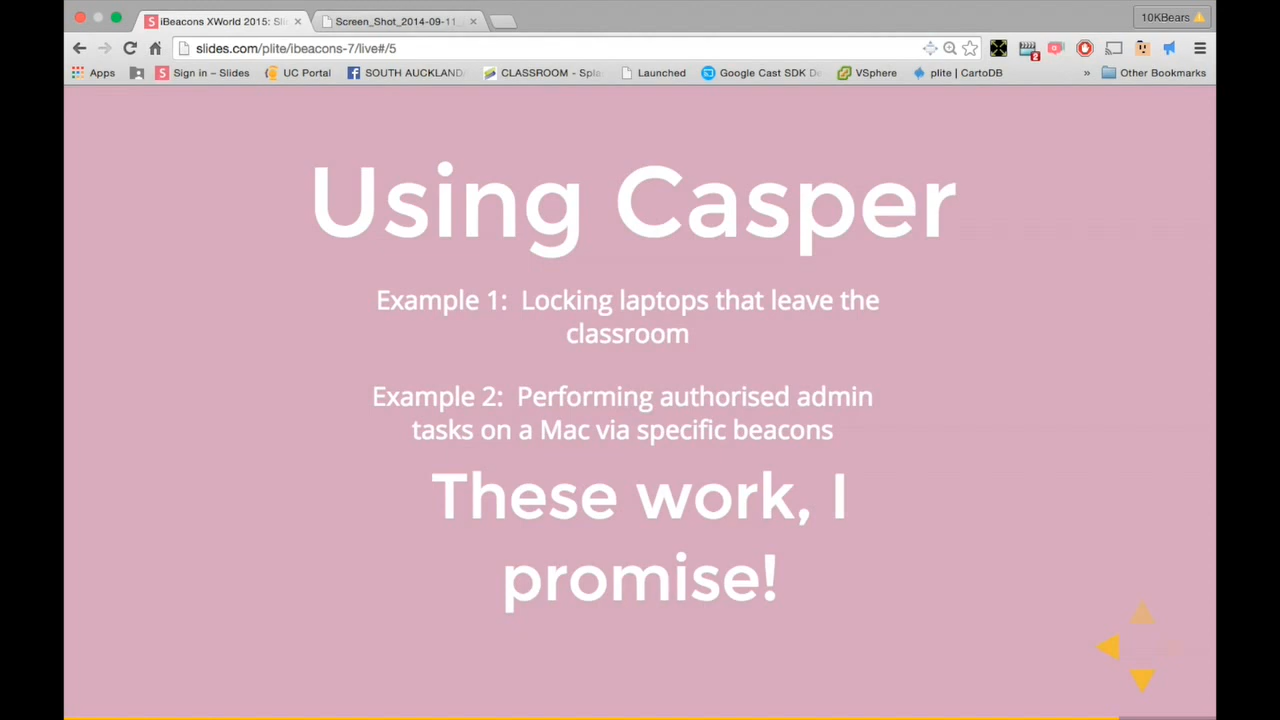 iBeacons XWorld 2015: Sli
Screen_Shot_2014-09-11
10KBears
slides.com/plite/ibeacons-7/live#/5
2
Apps
Sign in – Slides
UC Portal
SOUTH AUCKLAND
CLASSROOM - Spla
Launched
Google Cast SDK De
VSphere
plite | CartoDB
»
Other Bookmarks
Using Casper
Example 1: Locking laptops that leave the
classroom
Example 2: Performing authorised admin
tasks on a Mac via specific beacons
These work, I
promise!